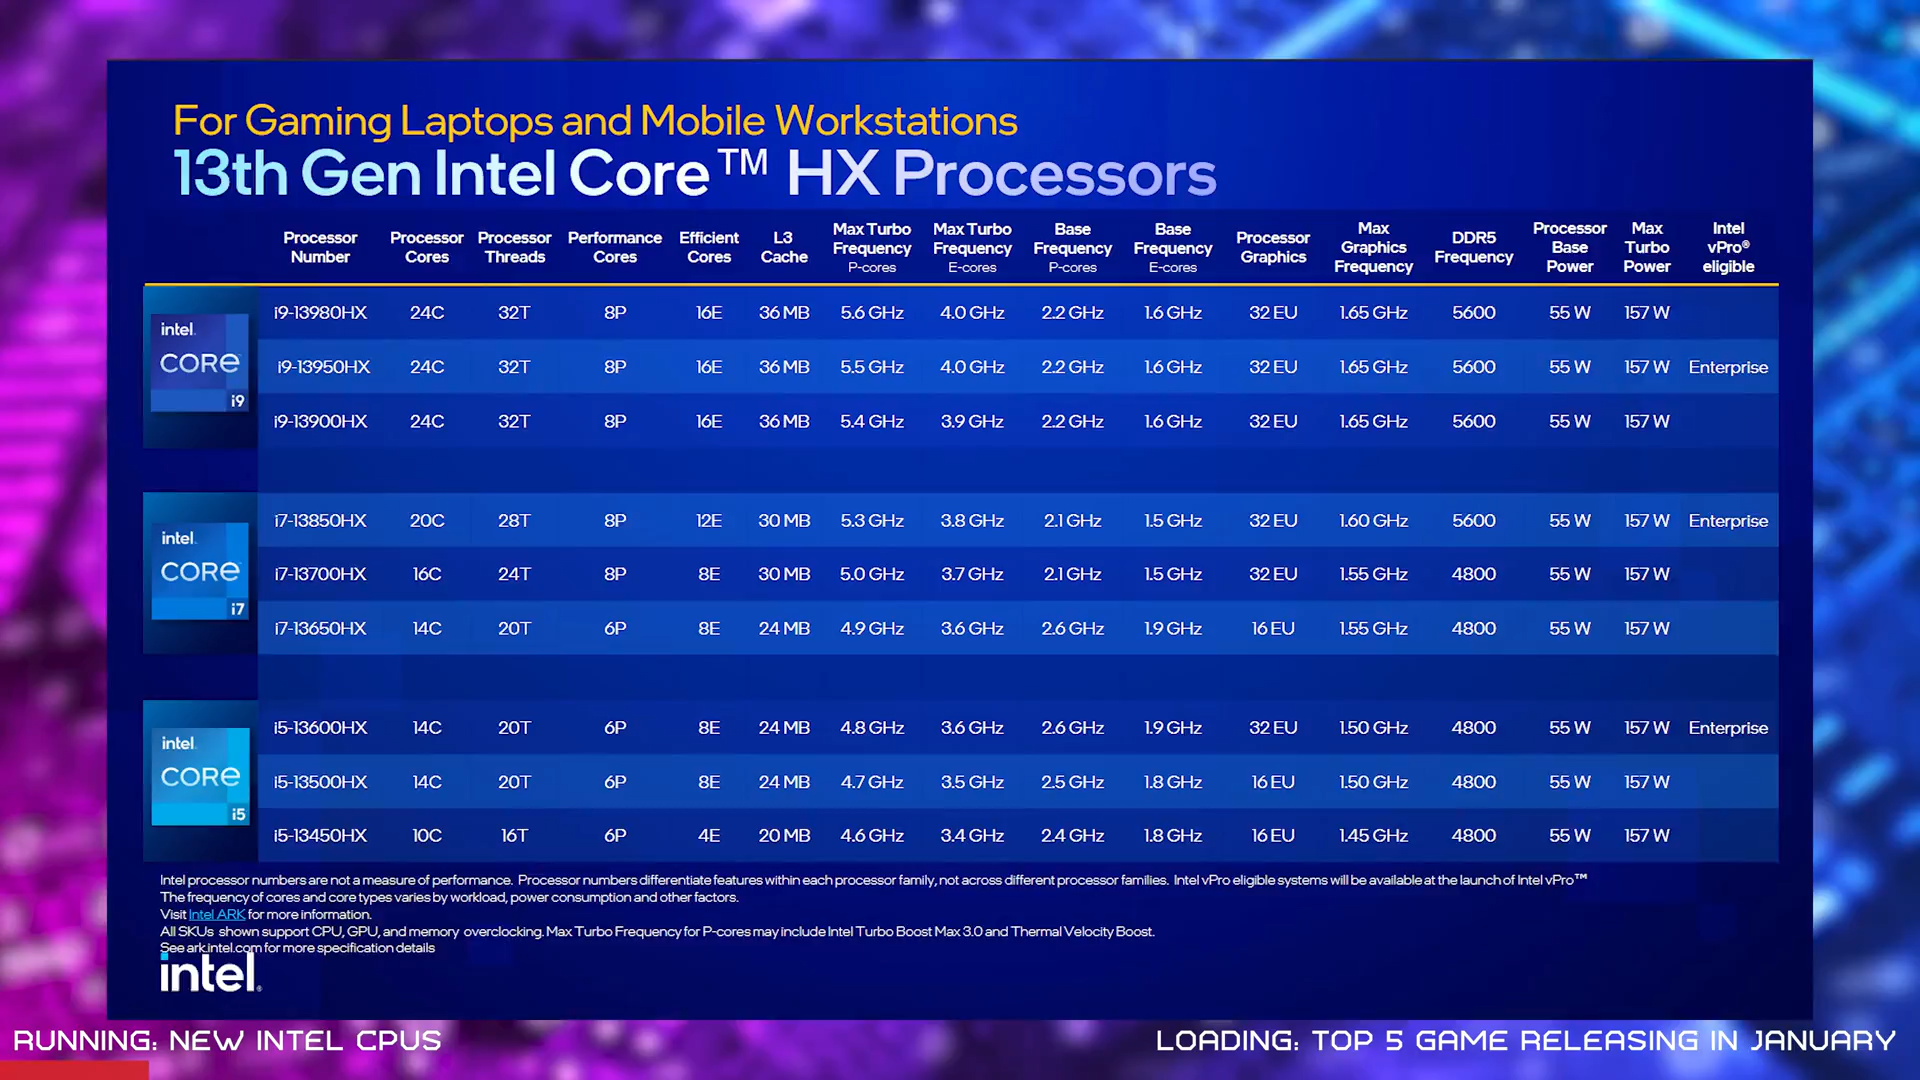 For Gaming Laptops and Mobile Workstations
13th Gen Intel Core™ HX Processors
Processor Number Processor Cores Processor Threads Performance Cores Efficient Cores L3 Cache Max Turbo Frequency P-cores Max Turbo Frequency E-cores Base Frequency P-cores Base Frequency E-cores Processor Graphics Max Graphics Frequency DDR5 Frequency Processor Base Power Max Turbo Power Intel vPro® eligible
intel. CORE i9
i9-13980HX 24C 32T 8P 16E 36 MB 5.6 GHz 4.0 GHz 2.2 GHz 1.6 GHz 32 EU 1.65 GHz 5600 55 W 157 W
i9-13950HX 24C 32T 8P 16E 36 MB 5.5 GHz 4.0 GHz 2.2 GHz 1.6 GHz 32 EU 1.65 GHz 5600 55 W 157 W Enterprise
i9-13900HX 24C 32T 8P 16E 36 MB 5.4 GHz 3.9 GHz 2.2 GHz 1.6 GHz 32 EU 1.65 GHz 5600 55 W 157 W
intel. CORE i7
i7-13850HX 20C 28T 8P 12E 30 MB 5.3 GHz 3.8 GHz 2.1 GHz 1.5 GHz 32 EU 1.60 GHz 5600 55 W 157 W Enterprise
i7-13700HX 16C 24T 8P 8E 30 MB 5.0 GHz 3.7 GHz 2.1 GHz 1.5 GHz 32 EU 1.55 GHz 4800 55 W 157 W
i7-13650HX 14C 20T 6P 8E 24 MB 4.9 GHz 3.6 GHz 2.6 GHz 1.9 GHz 16 EU 1.55 GHz 4800 55 W 157 W
intel. CORE i5
i5-13600HX 14C 20T 6P 8E 24 MB 4.8 GHz 3.6 GHz 2.6 GHz 1.9 GHz 32 EU 1.50 GHz 4800 55 W 157 W Enterprise
i5-13500HX 14C 20T 6P 8E 24 MB 4.7 GHz 3.5 GHz 2.5 GHz 1.8 GHz 16 EU 1.50 GHz 4800 55 W 157 W
i5-13450HX 10C 16T 6P 4E 20 MB 4.6 GHz 3.4 GHz 2.4 GHz 1.8 GHz 16 EU 1.45 GHz 4800 55 W 157 W
Intel processor numbers are not a measure of performance. Processor numbers differentiate features within each processor family, not across different processor families. Intel vPro eligible systems will be available at the launch of Intel vPro™
The frequency of cores and core types varies by workload, power consumption and other factors.
Visit Intel ARK for more information.
All SKUs shown support CPU, GPU, and memory overclocking. Max Turbo Frequency for P-cores may include Intel Turbo Boost Max 3.0 and Thermal Velocity Boost.
See ark.intel.com for more specification details
intel.
RUNNING: NEW INTEL CPUS
LOADING: TOP 5 GAME RELEASING IN JANUARY